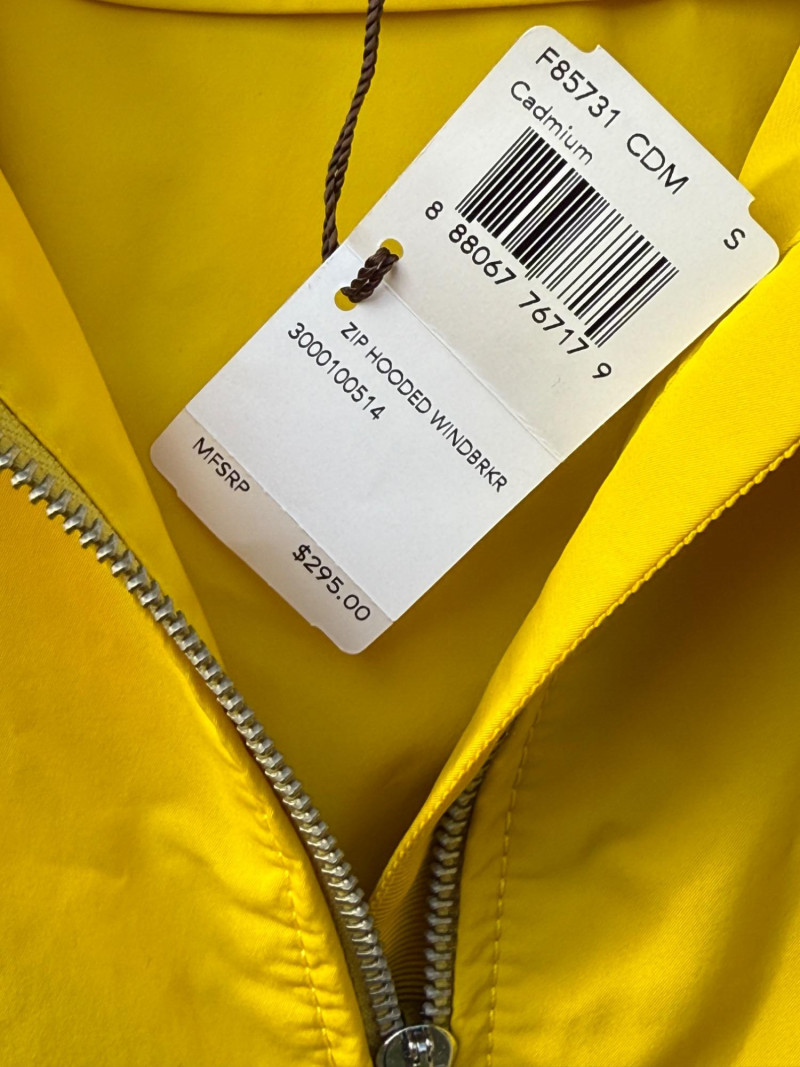 F85731 CDM
Cadmium
S
8 88067 76717 9
ZIP HOODED WINDBRKR
3000100514
MFSRP
$295.00